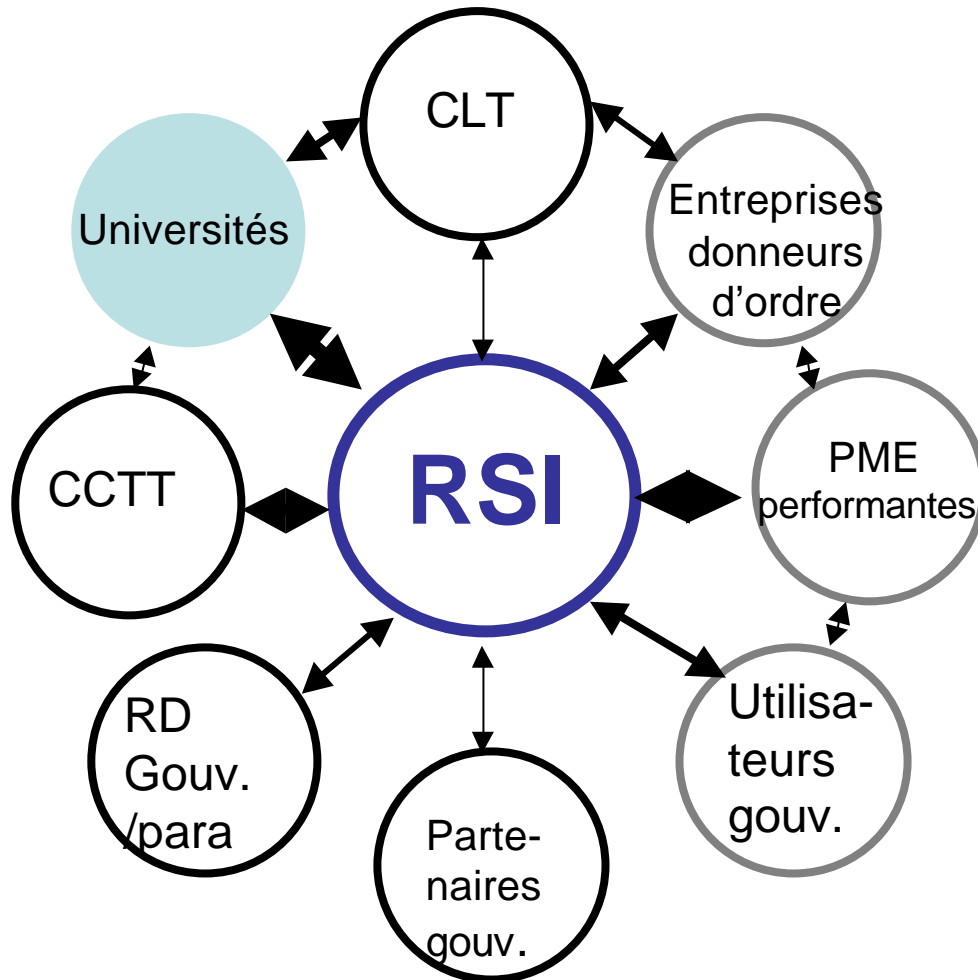 CLT
Universités
Entreprises
donneurs
d’ordre
CCTT
RSI
PME
performantes
RD
Gouv.
/para
Parte-
naires
gouv.
Utilisa-
teurs
gouv.